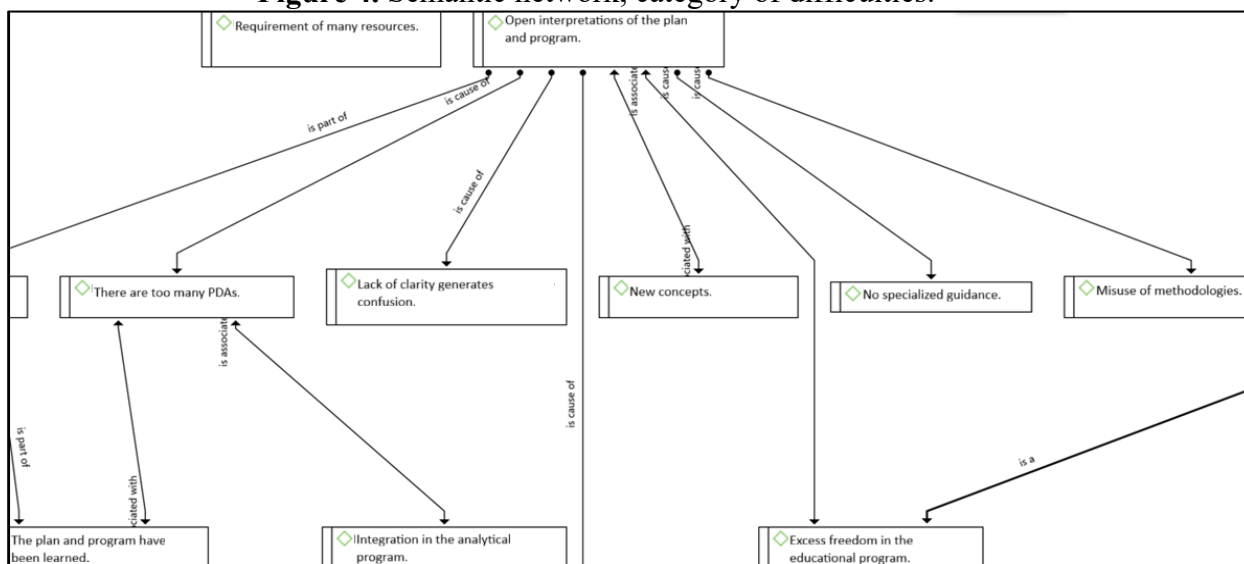 Figure 4. Semantic network, category of difficulties.
Requirement of many resources.
Open interpretations of the plan
and program.
is part of
is cause of
is cause of
is cause of
is associate
ciated with
is cause
is cause
There are too many PDAs.
Lack of clarity generates
confusion.
New concepts.
No specialized guidance.
Misuse of methodologies.
is associate
ociated with
is part of
is a
The plan and program have
been learned.
Integration in the analytical
program.
Excess freedom in the
educational program.